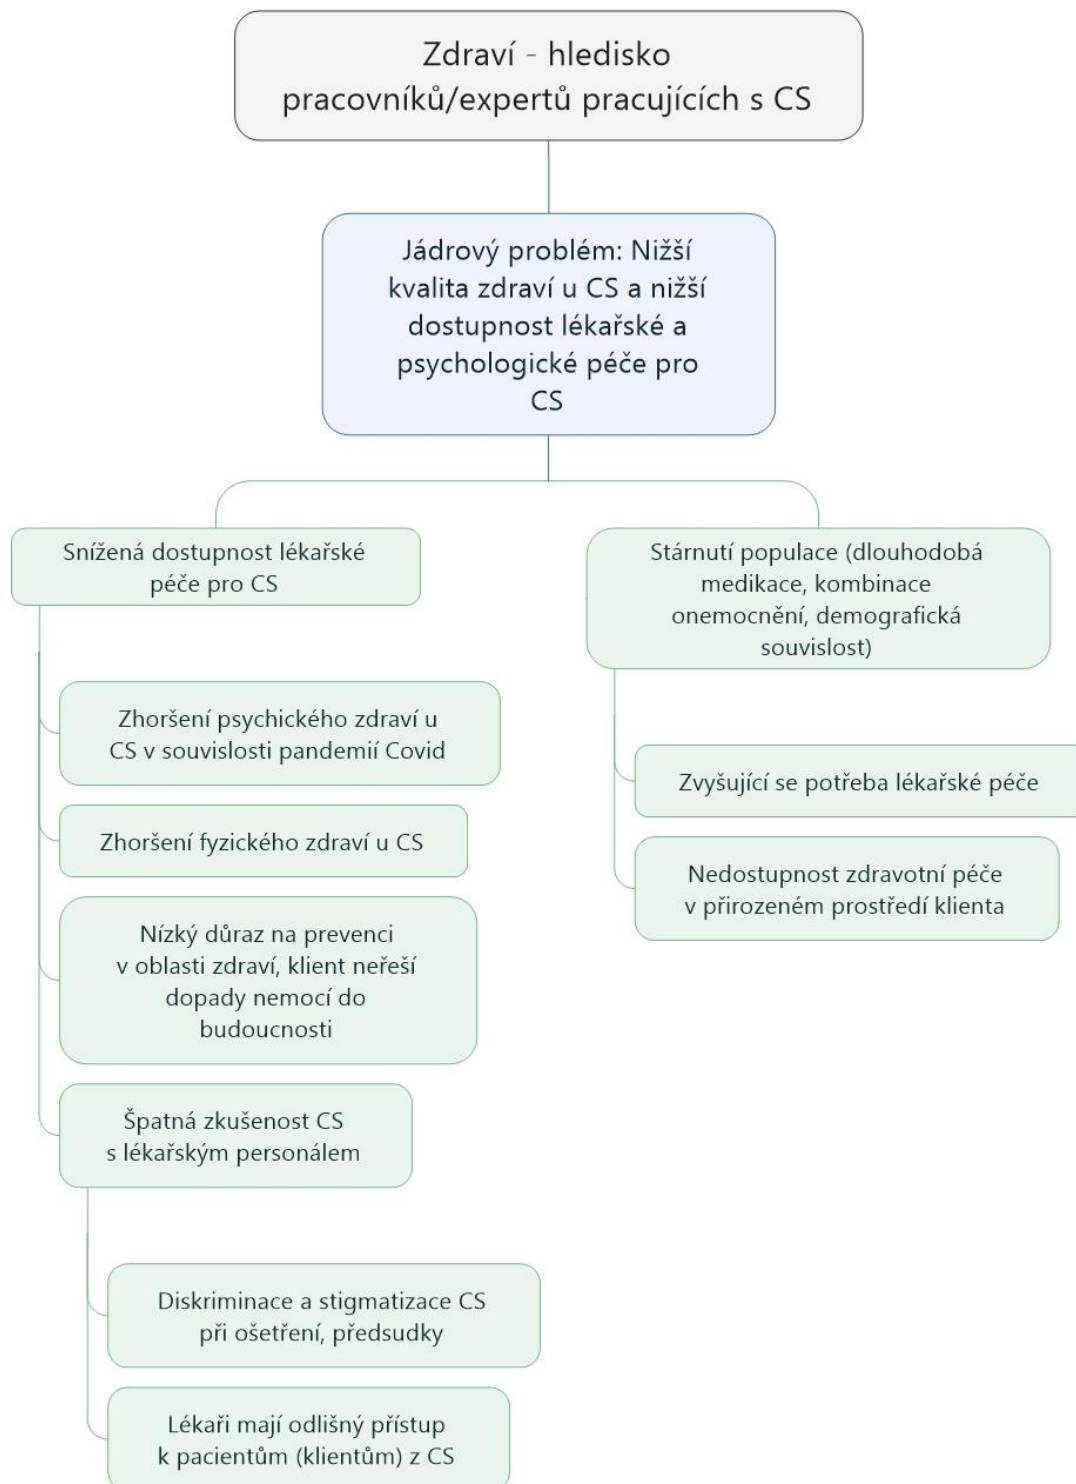 Zdraví - hledisko
pracovníků/expertů pracujících s CS
Jádrový problém: Nižší
kvalita zdraví u CS a nižší
dostupnost lékařské a
psychologické péče pro
CS
Snížená dostupnost lékařské
péče pro CS
Zhoršení psychického zdraví u
CS v souvislosti pandemií Covid
Zhoršení fyzického zdraví u CS
Nízký důraz na prevenci
v oblasti zdraví, klient neřeší
dopady nemocí do
budoucnosti
Špatná zkušenost CS
s lékařským personálem
Diskriminace a stigmatizace CS
při ošetření, předsudky
Lékaři mají odlišný přístup
k pacientům (klientům) z CS
Stárnutí populace (dlouhodobá
medikace, kombinace
onemocnění, demografická
souvislost)
Zvyšující se potřeba lékařské péče
Nedostupnost zdravotní péče
v přirozeném prostředí klienta